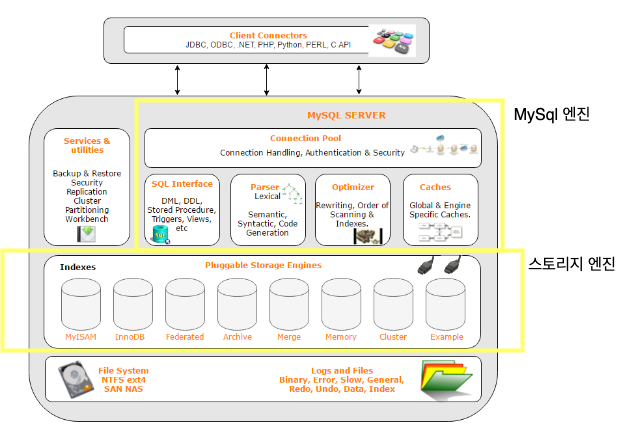 Client Connectors
JDBC, ODBC, .NET, PHP, Python, PERL, C API
MySQL SERVER
MySql 엔진
Services &
utilities
Backup & Restore
Security
Replication
Cluster
Partitioning
Workbench
Connection Pool
Connection Handling, Authentication & Security
SQL Interface
DML, DDL,
Stored Procedure,
Triggers, Views,
etc
Parser
Lexical
Semantic,
Syntactic, Code
Generation
Optimizer
Rewriting, Order of
Scanning &
Indexes.
Caches
Global & Engine
Specific Caches.
Indexes
Pluggable Storage Engines
스토리지 엔진
MyISAM
InnoDB
Federated
Archive
Merge
Memory
Cluster
Example
File System
NTFS ext4
SAN NAS
Logs and Files
Binary, Error, Slow, General,
Redo, Undo, Data, Index